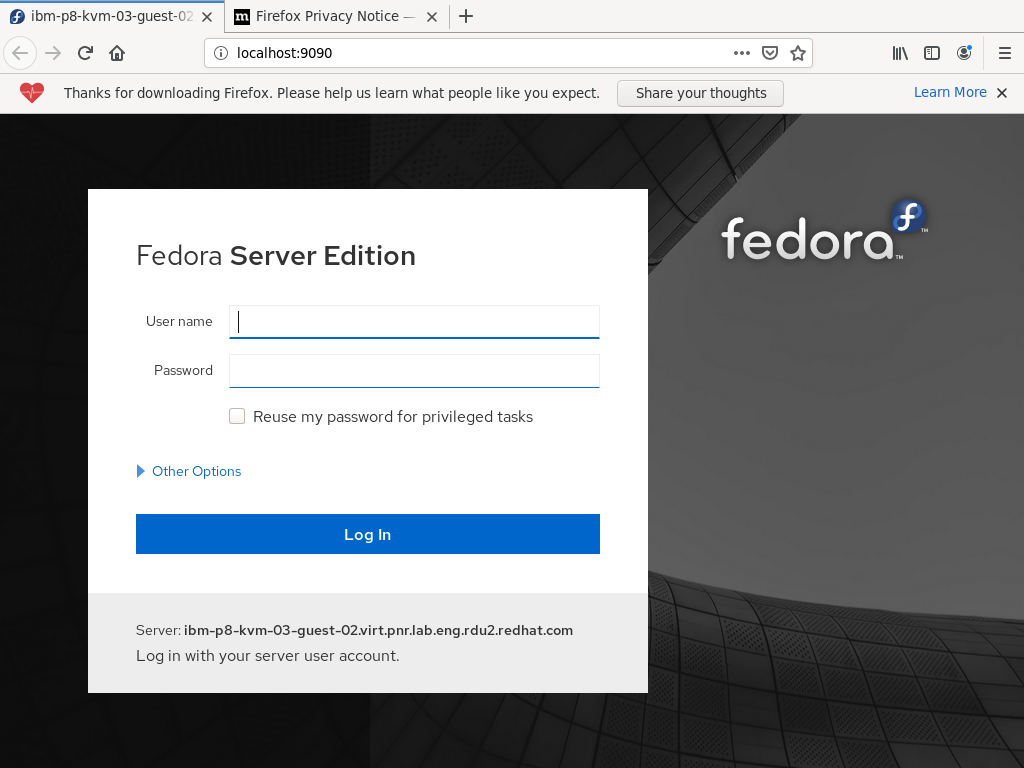 ibm-p8-kvm-03-guest-02
Firefox Privacy Notice —
localhost:9090
Thanks for downloading Firefox. Please help us learn what people like you expect.
Share your thoughts
Learn More
fedora™
Fedora Server Edition
User name
Password
Reuse my password for privileged tasks
Other Options
Log In
Server: ibm-p8-kvm-03-guest-02.virt.pnr.lab.eng.rdu2.redhat.com
Log in with your server user account.